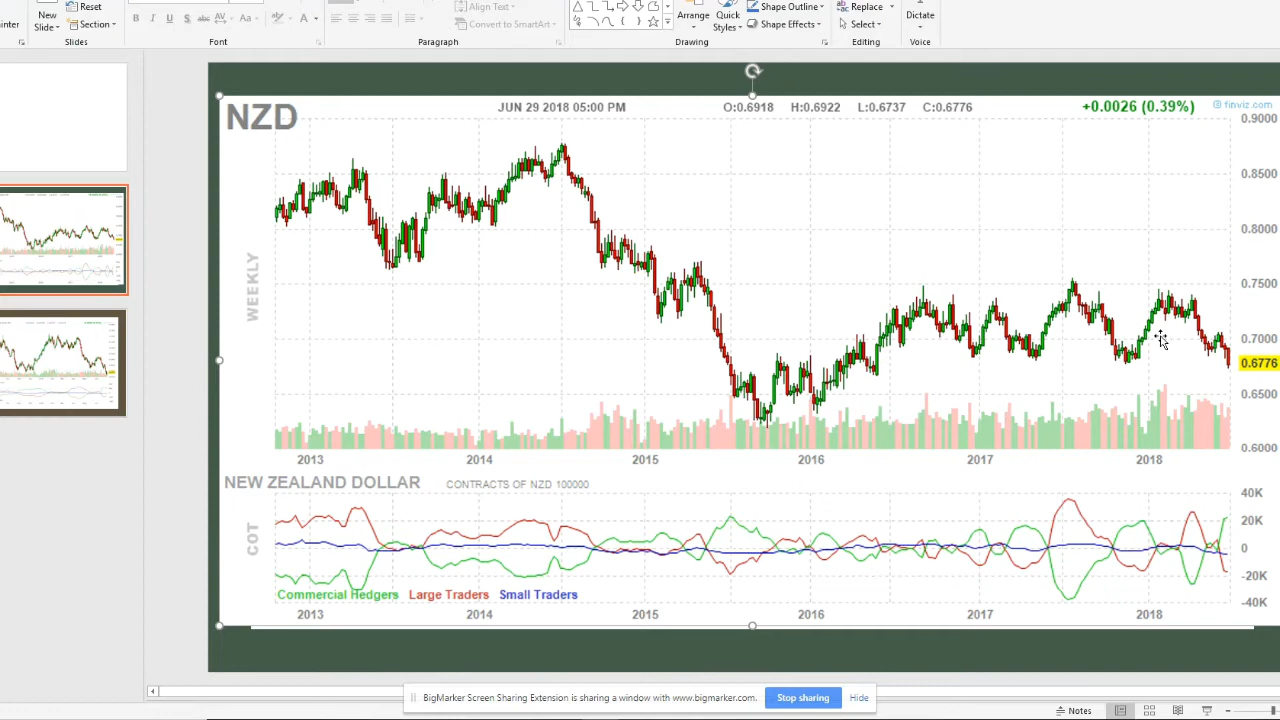 Reset
Align Text
Shape Outline
Replace
New
Slide
Section
B I U S abc AV Aa A
Convert to SmartArt
Arrange
Quick
Styles
Shape Effects
Select
Dictate
Slides
Font
Paragraph
Drawing
Editing
Voice
NZD
JUN 29 2018 05:00 PM O:0.6918 H:0.6922 L:0.6737 C:0.6776 +0.0026 (0.39%) © finviz.com
0.9000
0.8500
0.8000
WEEKLY
0.7500
0.7000
0.6776
0.6500
0.6000
2013 2014 2015 2016 2017 2018
NEW ZEALAND DOLLAR CONTRACTS OF NZD 100000
40K
20K
COT
0
-20K
-40K
Commercial Hedgers Large Traders Small Traders
2013 2014 2015 2016 2017 2018
BigMarker Screen Sharing Extension is sharing a window with www.bigmarker.com. Stop sharing Hide
Notes